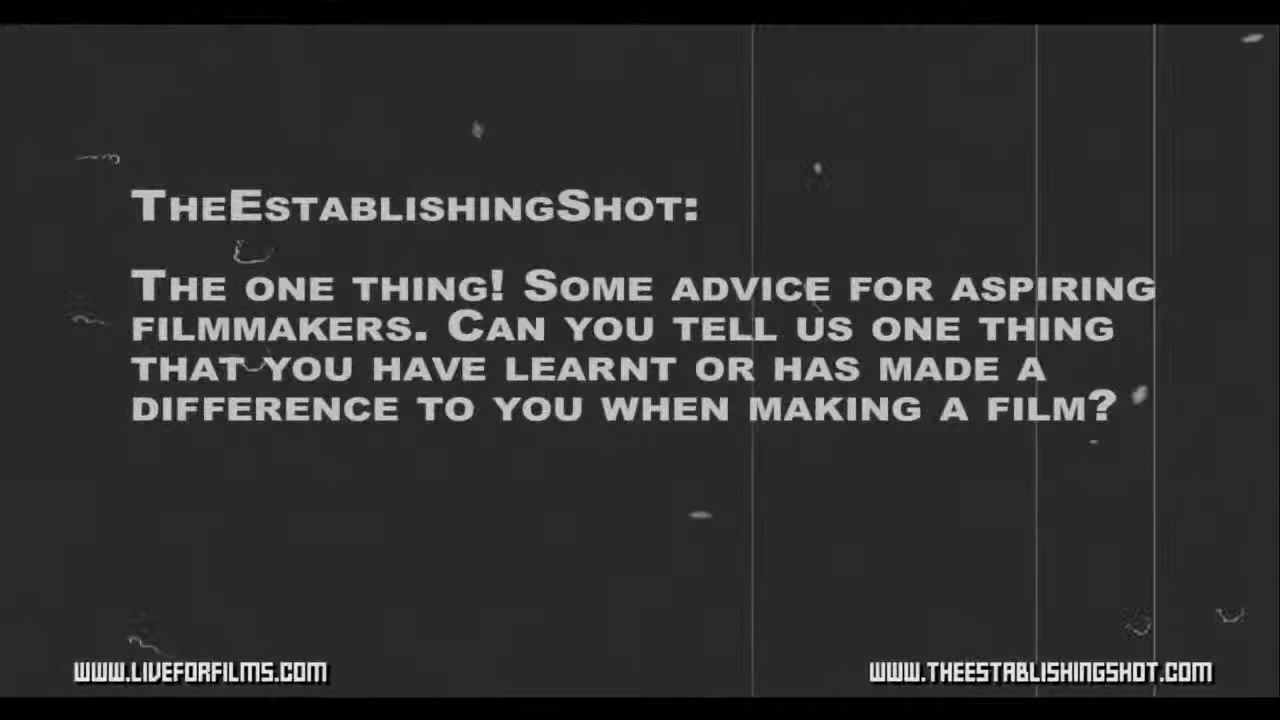 TheEstablishingShot:
The one thing! Some advice for aspiring
filmmakers. Can you tell us one thing
that you have learnt or has made a
difference to you when making a film?
WWW.LIVEFORFILMS.COM
WWW.THEESTABLISHINGSHOT.COM